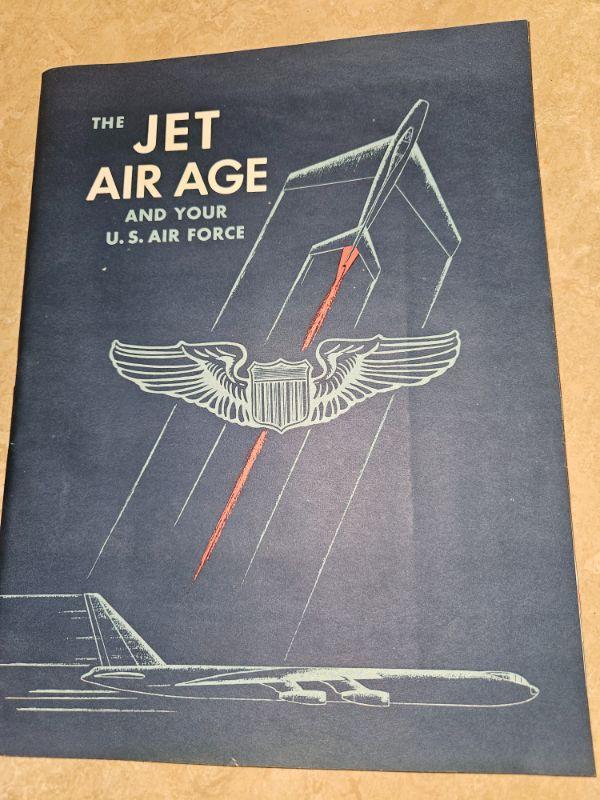 THE JET
AIR AGE
AND YOUR
U. S. AIR FORCE